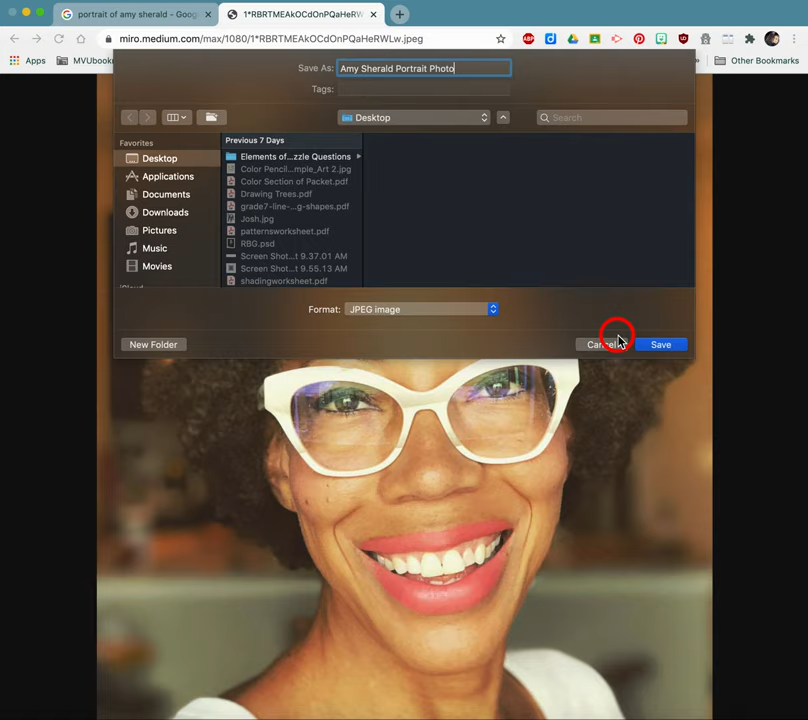 portrait of amy sherald - Goog
1*RBRTMEAkOCdOnPQaHeRW
miro.medium.com/max/1080/1*RBRTMEAkOCdOnPQaHeRWLw.jpeg
Apps
MVUbook
Other Bookmarks
Save As: Amy Sherald Portrait Photo
Tags:
Desktop
Search
Favorites
Desktop
Applications
Documents
Downloads
Pictures
Music
Movies
Previous 7 Days
Elements of...zzle Questions
Color Pencil...mple_Art 2.jpg
Color Section of Packet.pdf
Drawing Trees.pdf
grade7-line-...g-shapes.pdf
Josh.jpg
patternsworksheet.pdf
RBG.psd
Screen Shot...t 9.37.01 AM
Screen Shot...t 9.55.13 AM
shadingworksheet.pdf
Format: JPEG image
New Folder
Cancel
Save